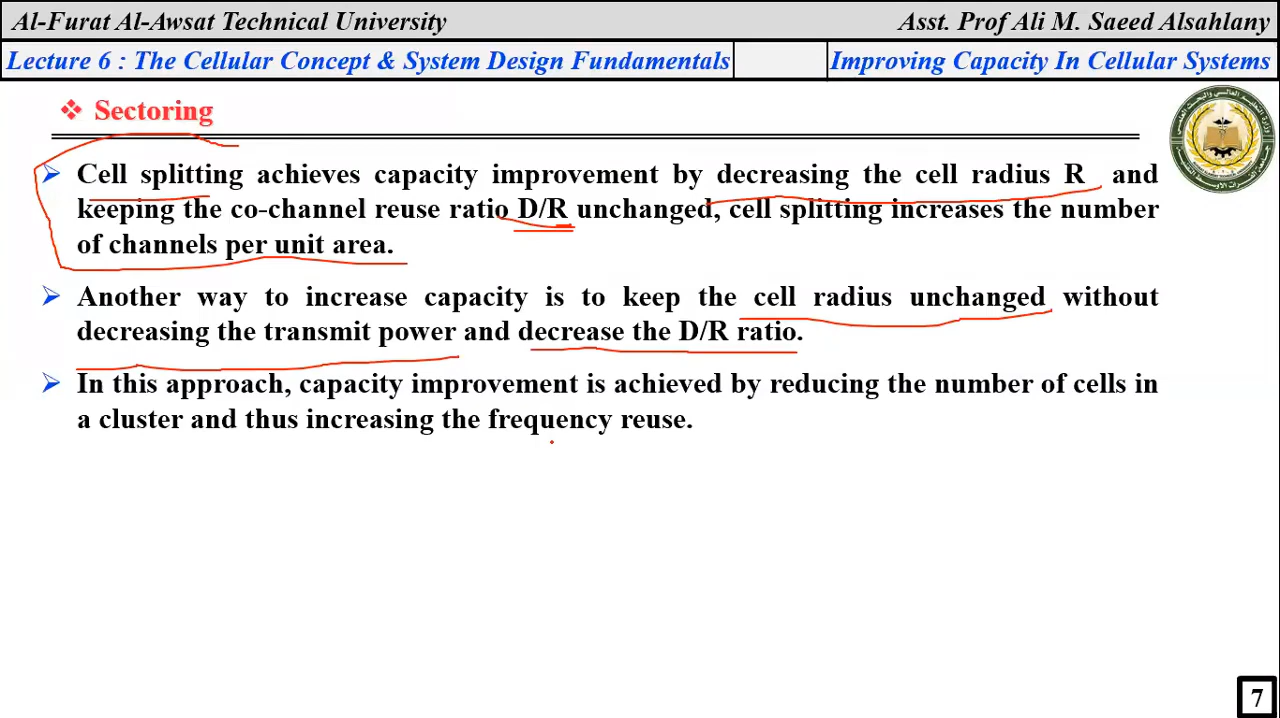 Al-Furat Al-Awsat Technical University
Asst. Prof Ali M. Saeed Alsahlany
Lecture 6 : The Cellular Concept & System Design Fundamentals
Improving Capacity In Cellular Systems
Sectoring
Cell splitting achieves capacity improvement by decreasing the cell radius R and
keeping the co-channel reuse ratio D/R unchanged, cell splitting increases the number
of channels per unit area.
Another way to increase capacity is to keep the cell radius unchanged without
decreasing the transmit power and decrease the D/R ratio.
In this approach, capacity improvement is achieved by reducing the number of cells in
a cluster and thus increasing the frequency reuse.
7